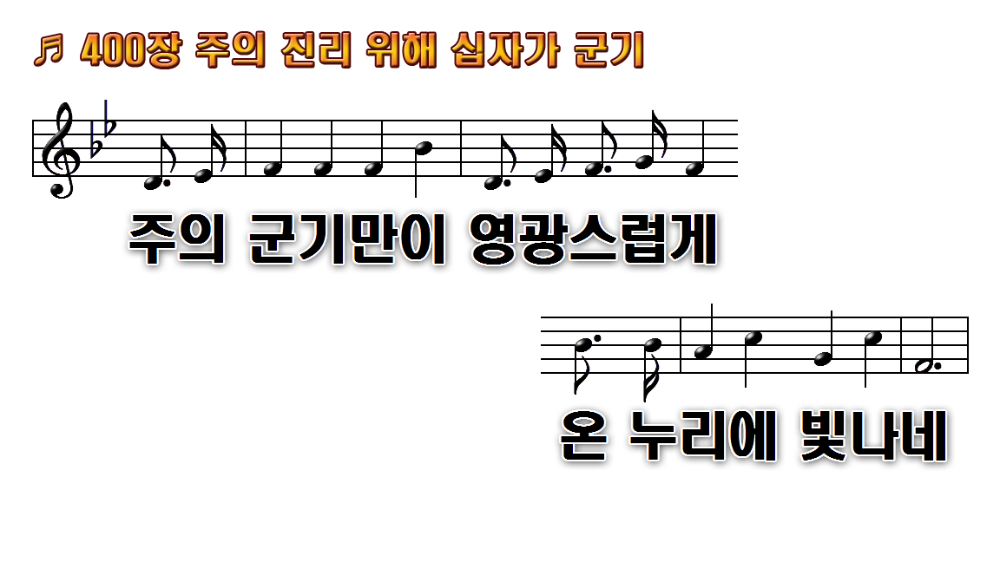 ♬ 400장 주의 진리 위해 십자가 군기
주의 군기만이 영광스럽게
온 누리에 빛나네